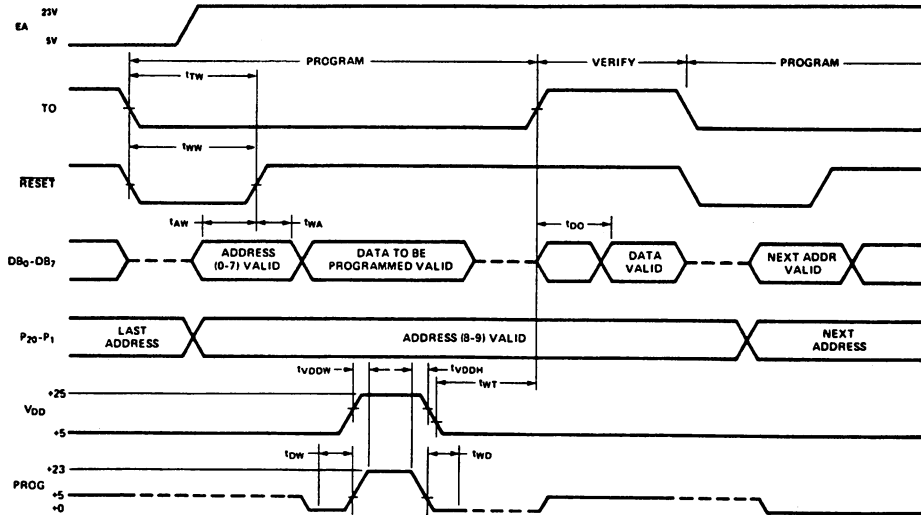 23V
EA
5V
PROGRAM
VERIFY
PROGRAM
tTW
TO
tWW
RESET
tAW
tWA
tDO
DB0-DB7
ADDRESS
(0-7) VALID
DATA TO BE
PROGRAMMED VALID
DATA
VALID
NEXT ADDR
VALID
P20-P1
LAST
ADDRESS
ADDRESS (8-9) VALID
NEXT
ADDRESS
tVDDW
tVDDH
tWT
+25
VDD
+5
tDW
tWD
+23
PROG
+5
+0